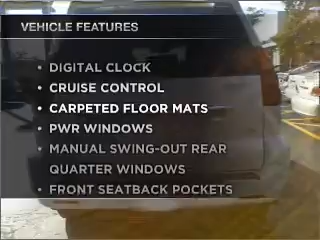 VEHICLE FEATURES
• DIGITAL CLOCK
• CRUISE CONTROL
• CARPETED FLOOR MATS
• PWR WINDOWS
• MANUAL SWING-OUT REAR
QUARTER WINDOWS
• FRONT SEATBACK POCKETS